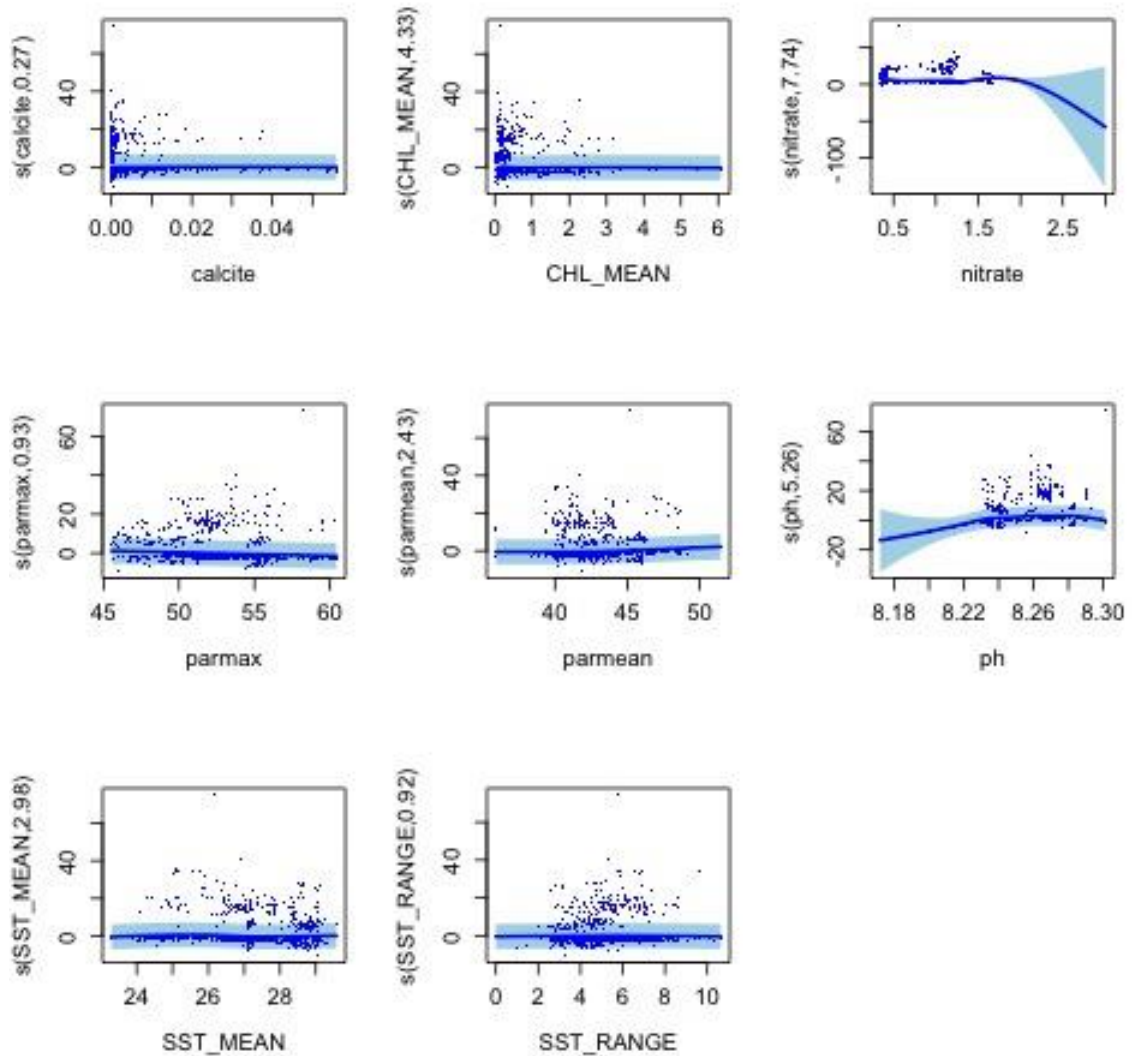 s(calcite,0.27)
0 40
0.00 0.02 0.04
calcite
s(CHL_MEAN,4.33)
0 40
0 1 2 3 4 5 6
CHL_MEAN
s(nitrate,7.74)
-100 0
0.5 1.5 2.5
nitrate
s(parmax,0.93)
0 20 60
45 50 55 60
parmax
s(parmean,2.43)
0 40
40 45 50
parmean
s(ph,5.26)
-20 20 60
8.18 8.22 8.26 8.30
ph
s(SST_MEAN,2.98)
0 40
24 26 28
SST_MEAN
s(SST_RANGE,0.92)
0 40
0 2 4 6 8 10
SST_RANGE